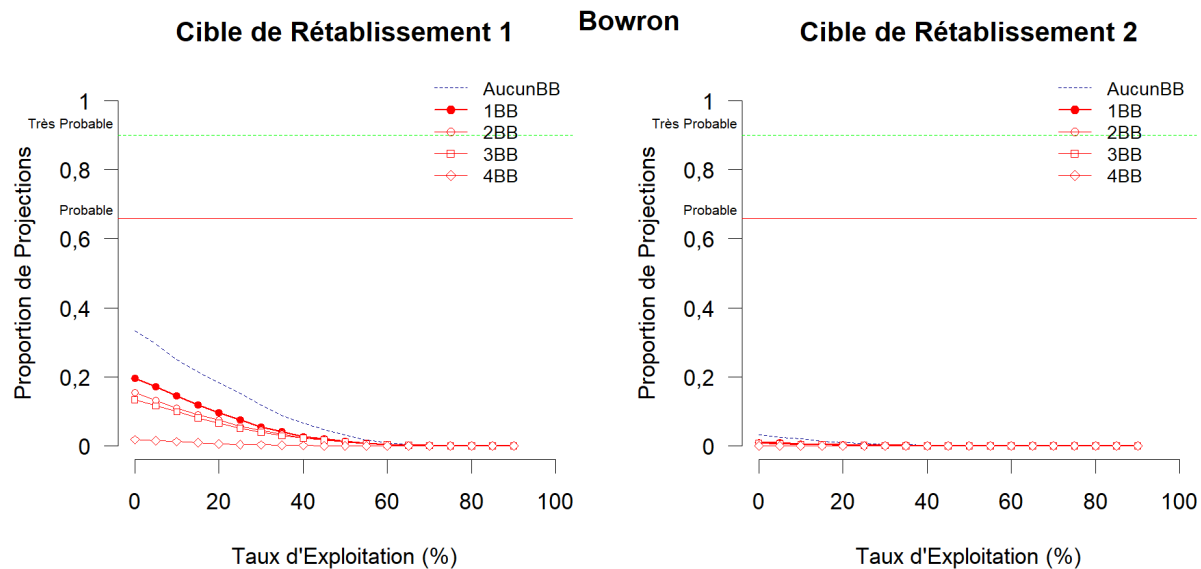 Bowron
Cible de Rétablissement 1
AucunBB
1BB
2BB
3BB
4BB
1
0,8
0,6
0,4
0,2
0
Très Probable
Probable
Proportion de Projections
0 20 40 60 80 100
Taux d'Exploitation (%)
Cible de Rétablissement 2
AucunBB
1BB
2BB
3BB
4BB
1
0,8
0,6
0,4
0,2
0
Très Probable
Probable
Proportion de Projections
0 20 40 60 80 100
Taux d'Exploitation (%)